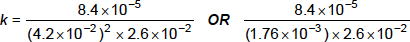 k = 8.4×10⁻⁵ / ((4.2×10⁻²)² × 2.6×10⁻²) OR 8.4×10⁻⁵ / ((1.76×10⁻³) × 2.6×10⁻²)